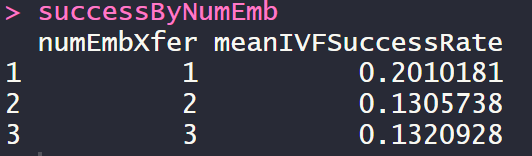 > successByNumEmb
numEmbXfer meanIVFSuccessRate
1 1 0.2010181
2 2 0.1305738
3 3 0.1320928